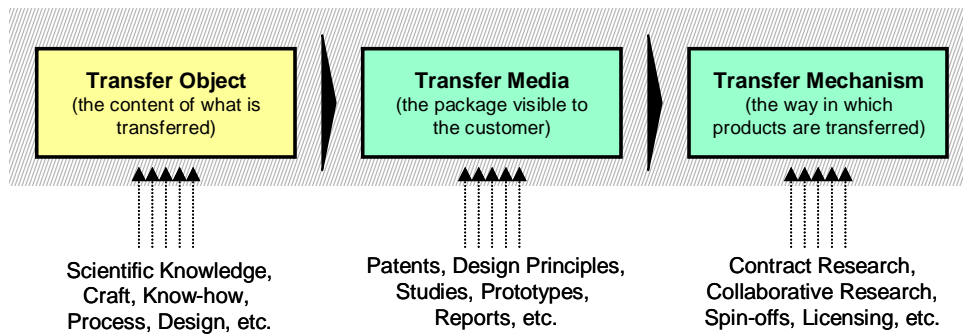 Transfer Object
(the content of what is
transferred)
Transfer Media
(the package visible to
the customer)
Transfer Mechanism
(the way in which
products are transferred)
Scientific Knowledge,
Craft, Know-how,
Process, Design, etc.
Patents, Design Principles,
Studies, Prototypes,
Reports, etc.
Contract Research,
Collaborative Research,
Spin-offs, Licensing, etc.